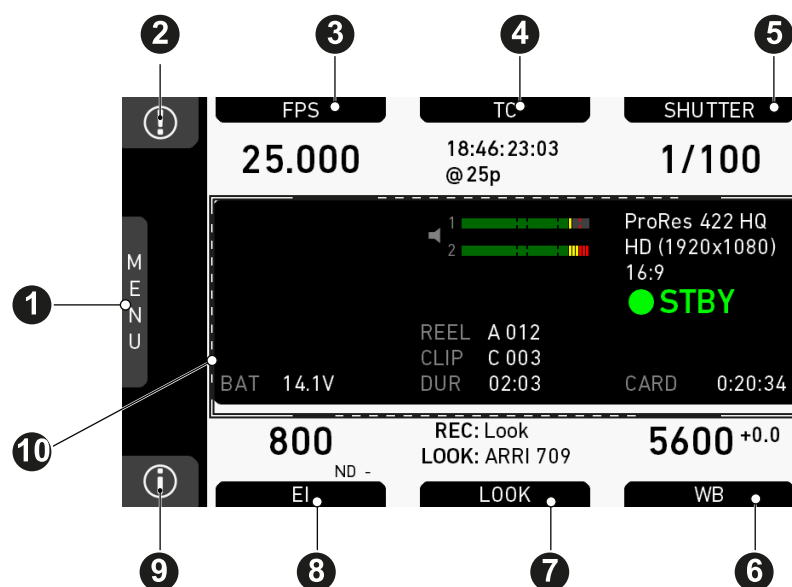 2
3
4
5
!
FPS
TC
SHUTTER
25.000
18:46:23:03
@25p
1/100
1
2
ProRes 422 HQ
HD (1920x1080)
16:9
STBY
1
MENU
REEL A 012
CLIP C 003
DUR 02:03
BAT 14.1V
CARD 0:20:34
10
800
ND -
REC: Look
LOOK: ARRI 709
5600 +0.0
i
EI
LOOK
WB
9
8
7
6